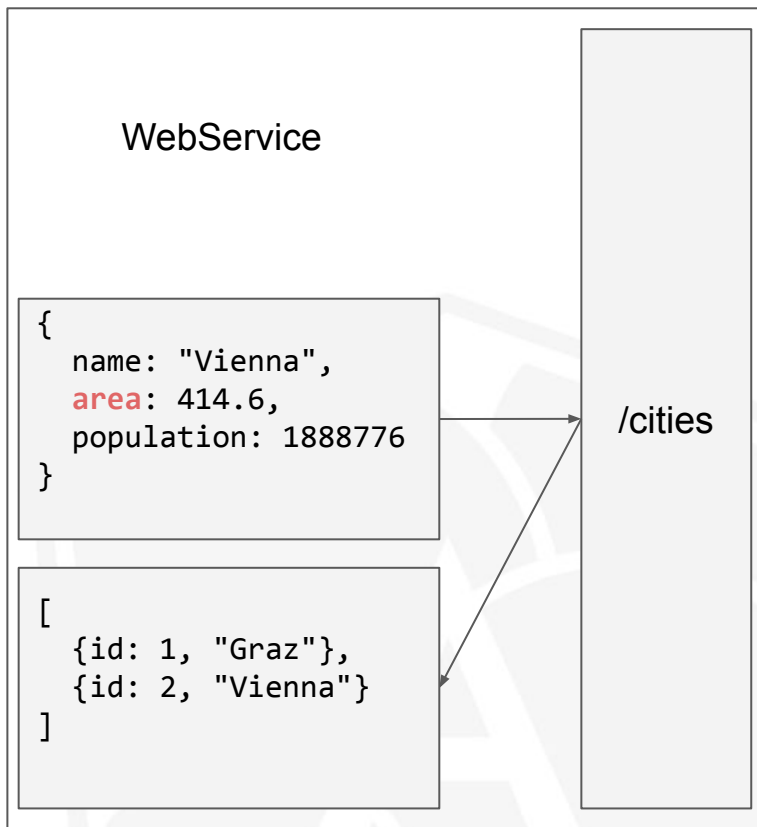 WebService
{
  name: "Vienna",
  area: 414.6,
  population: 1888776
}
/cities
[
  {id: 1, "Graz"},
  {id: 2, "Vienna"}
]